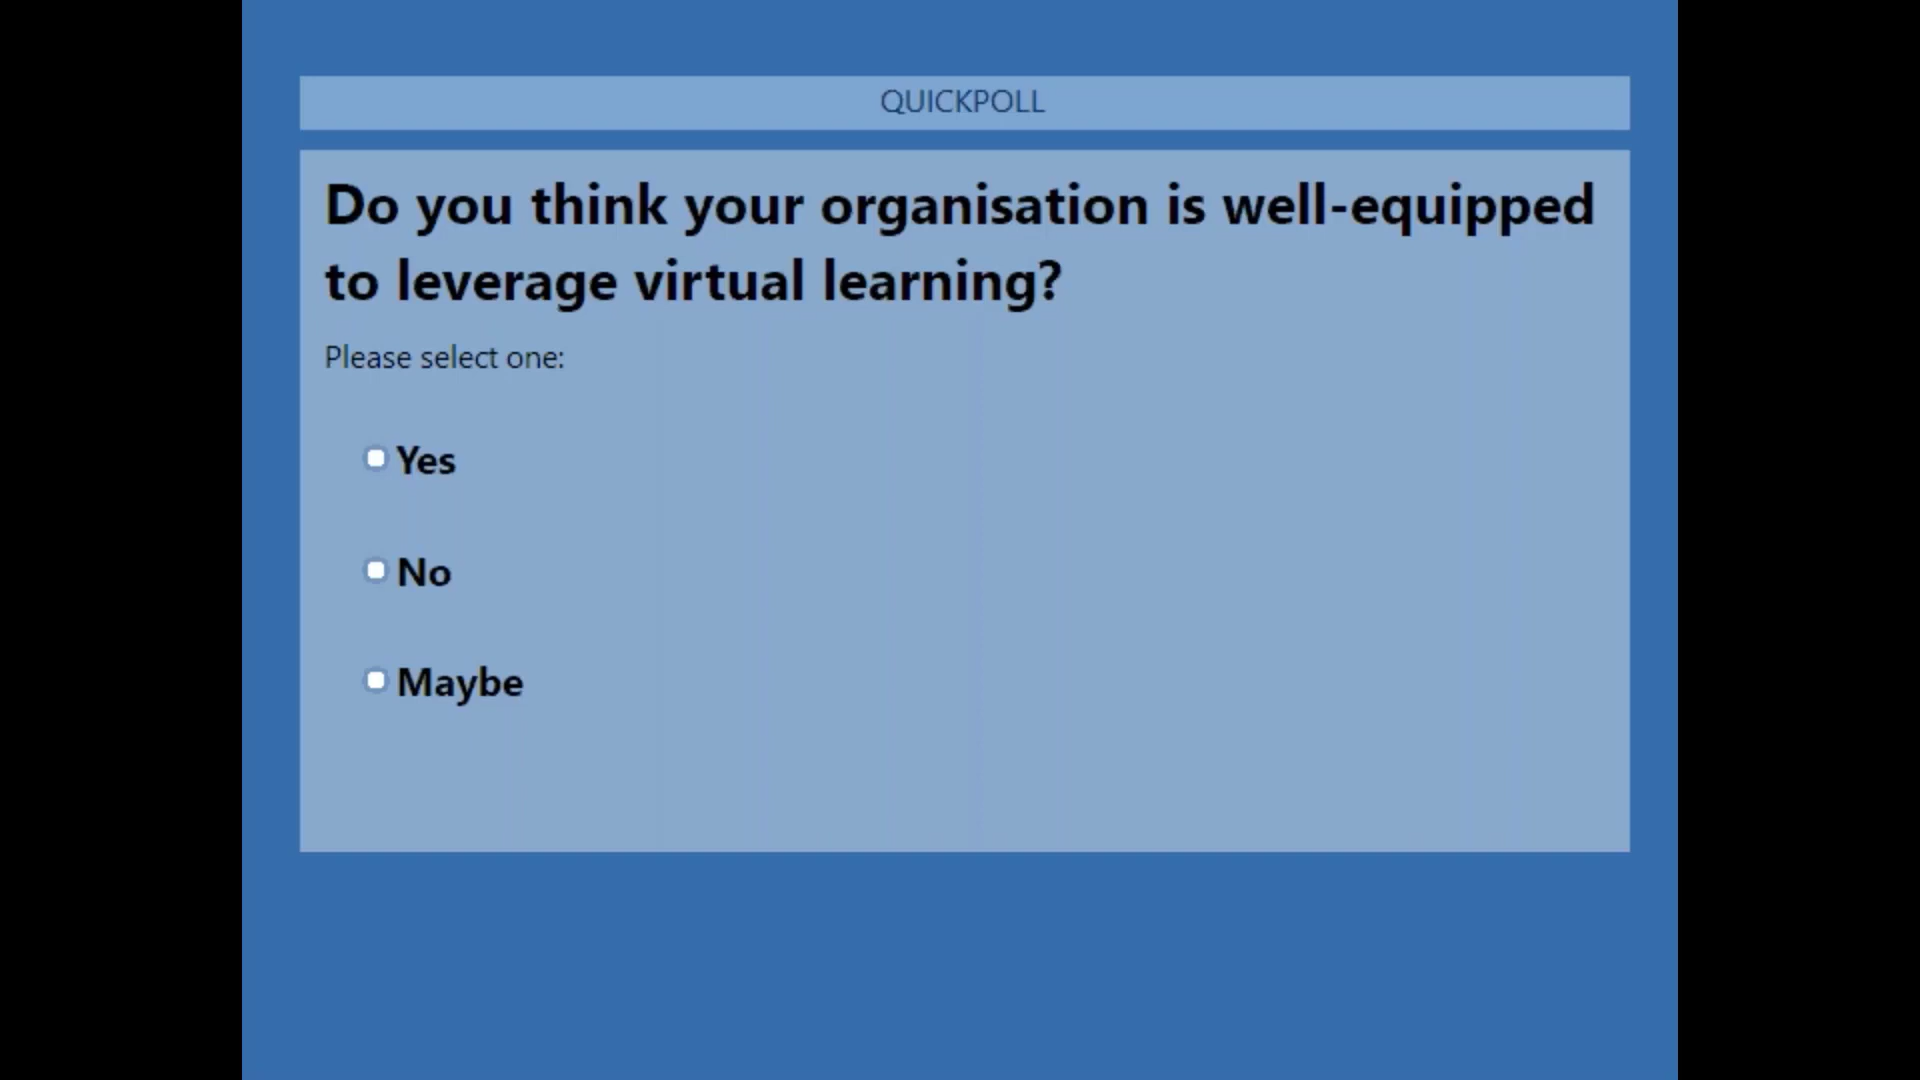 QUICKPOLL
Do you think your organisation is well-equipped
to leverage virtual learning?
Please select one:
Yes
No
Maybe